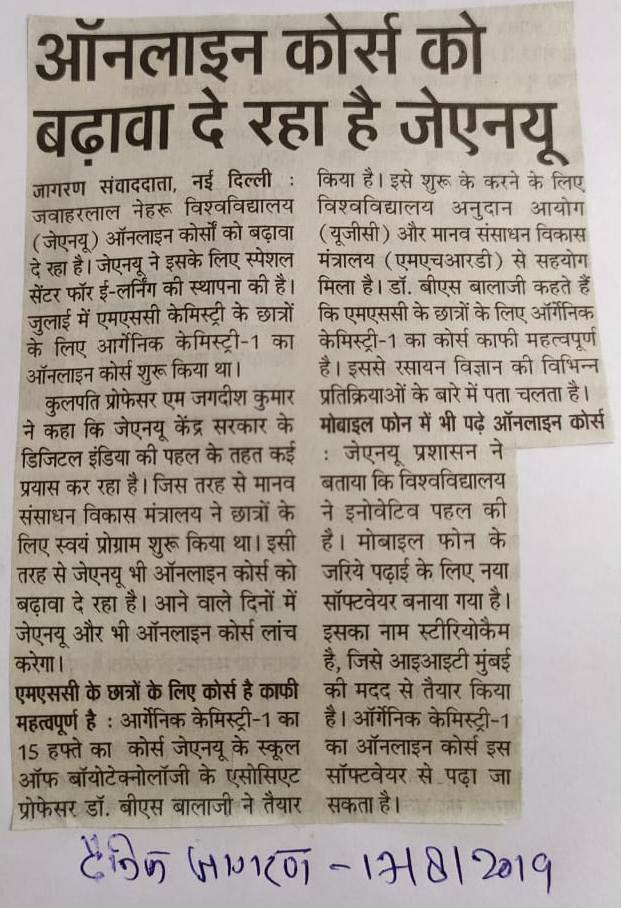 ऑनलाइन कोर्स को
बढ़ावा दे रहा है जेएनयू
जागरण संवाददाता, नई दिल्ली :
जवाहरलाल नेहरू विश्वविद्यालय
(जेएनयू) ऑनलाइन कोर्सों को बढ़ावा
दे रहा है। जेएनयू ने इसके लिए स्पेशल
सेंटर फॉर ई-लर्निंग की स्थापना की है।
जुलाई में एमएससी केमिस्ट्री के छात्रों
के लिए आर्गेनिक केमिस्ट्री-1 का
ऑनलाइन कोर्स शुरू किया था।
कुलपति प्रोफेसर एम जगदीश कुमार
ने कहा कि जेएनयू केंद्र सरकार के
डिजिटल इंडिया की पहल के तहत कई
प्रयास कर रहा है। जिस तरह से मानव
संसाधन विकास मंत्रालय ने छात्रों के
लिए स्वयं प्रोग्राम शुरू किया था। इसी
तरह से जेएनयू भी ऑनलाइन कोर्स को
बढ़ावा दे रहा है। आने वाले दिनों में
जेएनयू और भी ऑनलाइन कोर्स लांच
करेगा।
एमएससी के छात्रों के लिए कोर्स है काफी
महत्वपूर्ण है : आर्गेनिक केमिस्ट्री-1 का
15 हफ्ते का कोर्स जेएनयू के स्कूल
ऑफ बॉयोटेक्नोलॉजी के एसोसिएट
प्रोफेसर डॉ. बीएस बालाजी ने तैयार
किया है। इसे शुरू के करने के लिए
विश्वविद्यालय अनुदान आयोग
(यूजीसी) और मानव संसाधन विकास
मंत्रालय (एमएचआरडी) से सहयोग
मिला है। डॉ. बीएस बालाजी कहते हैं
कि एमएससी के छात्रों के लिए ऑर्गेनिक
केमिस्ट्री-1 का कोर्स काफी महत्वपूर्ण
है। इससे रसायन विज्ञान की विभिन्न
प्रतिक्रियाओं के बारे में पता चलता है।
मोबाइल फोन में भी पढ़े ऑनलाइन कोर्स
: जेएनयू प्रशासन ने
बताया कि विश्वविद्यालय
ने इनोवेटिव पहल की
है। मोबाइल फोन के
जरिये पढ़ाई के लिए नया
सॉफ्टवेयर बनाया गया है।
इसका नाम स्टीरियोकैम
है, जिसे आइआइटी मुंबई
की मदद से तैयार किया
है। ऑर्गेनिक केमिस्ट्री-1
का ऑनलाइन कोर्स इस
सॉफ्टवेयर से पढ़ा जा
सकता है।
दैनिक जागरण - 17/8/2019